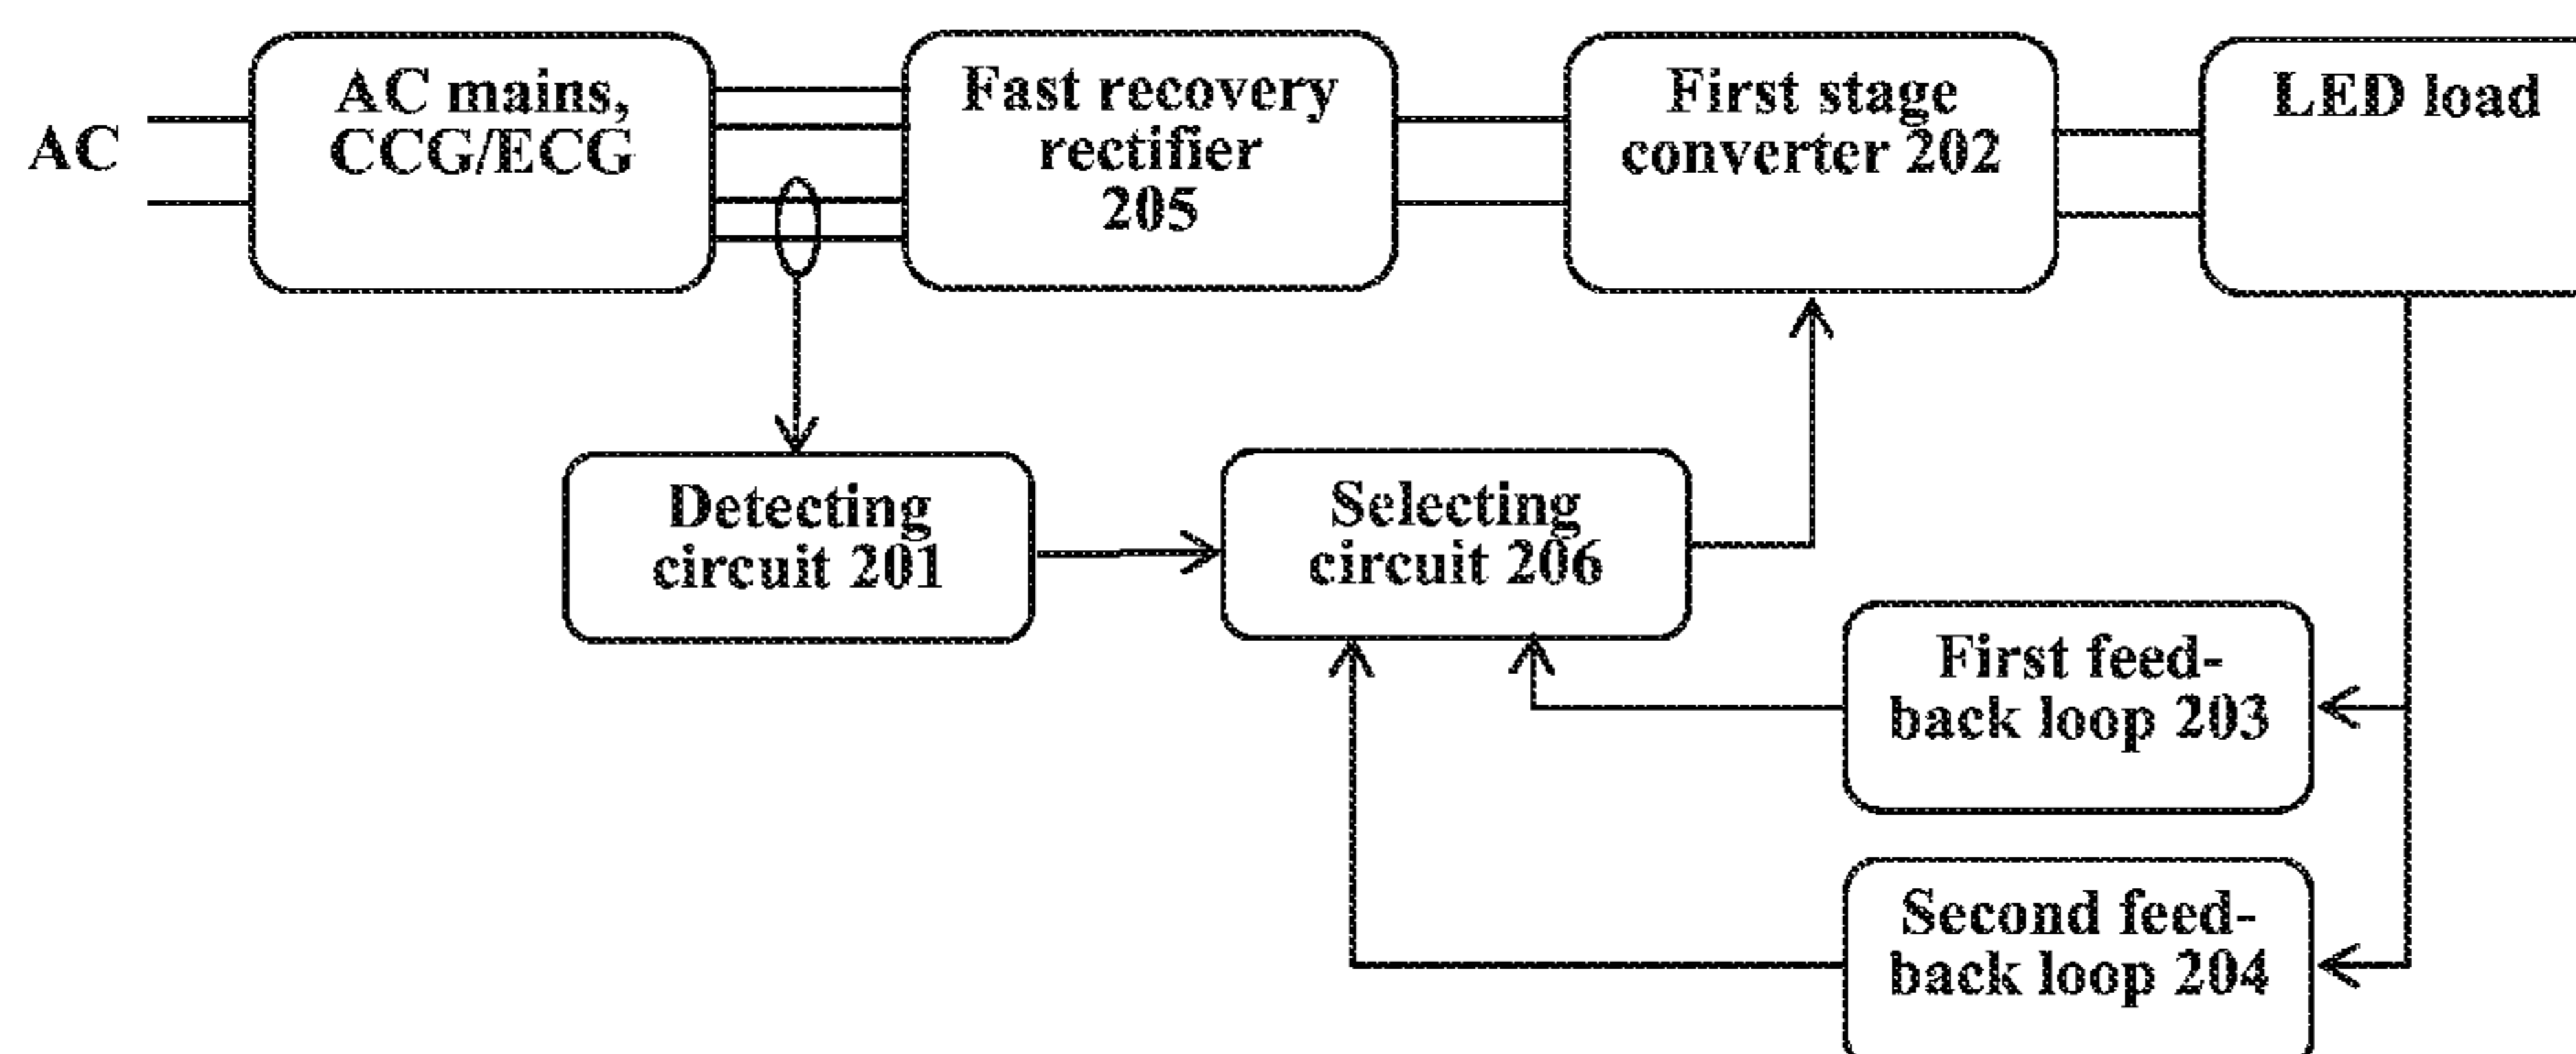 AC
AC mains,
CCG/ECG
Fast recovery
rectifier
205
First stage
converter 202
LED load
Detecting
circuit 201
Selecting
circuit 206
First feed-
back loop 203
Second feed-
back loop 204